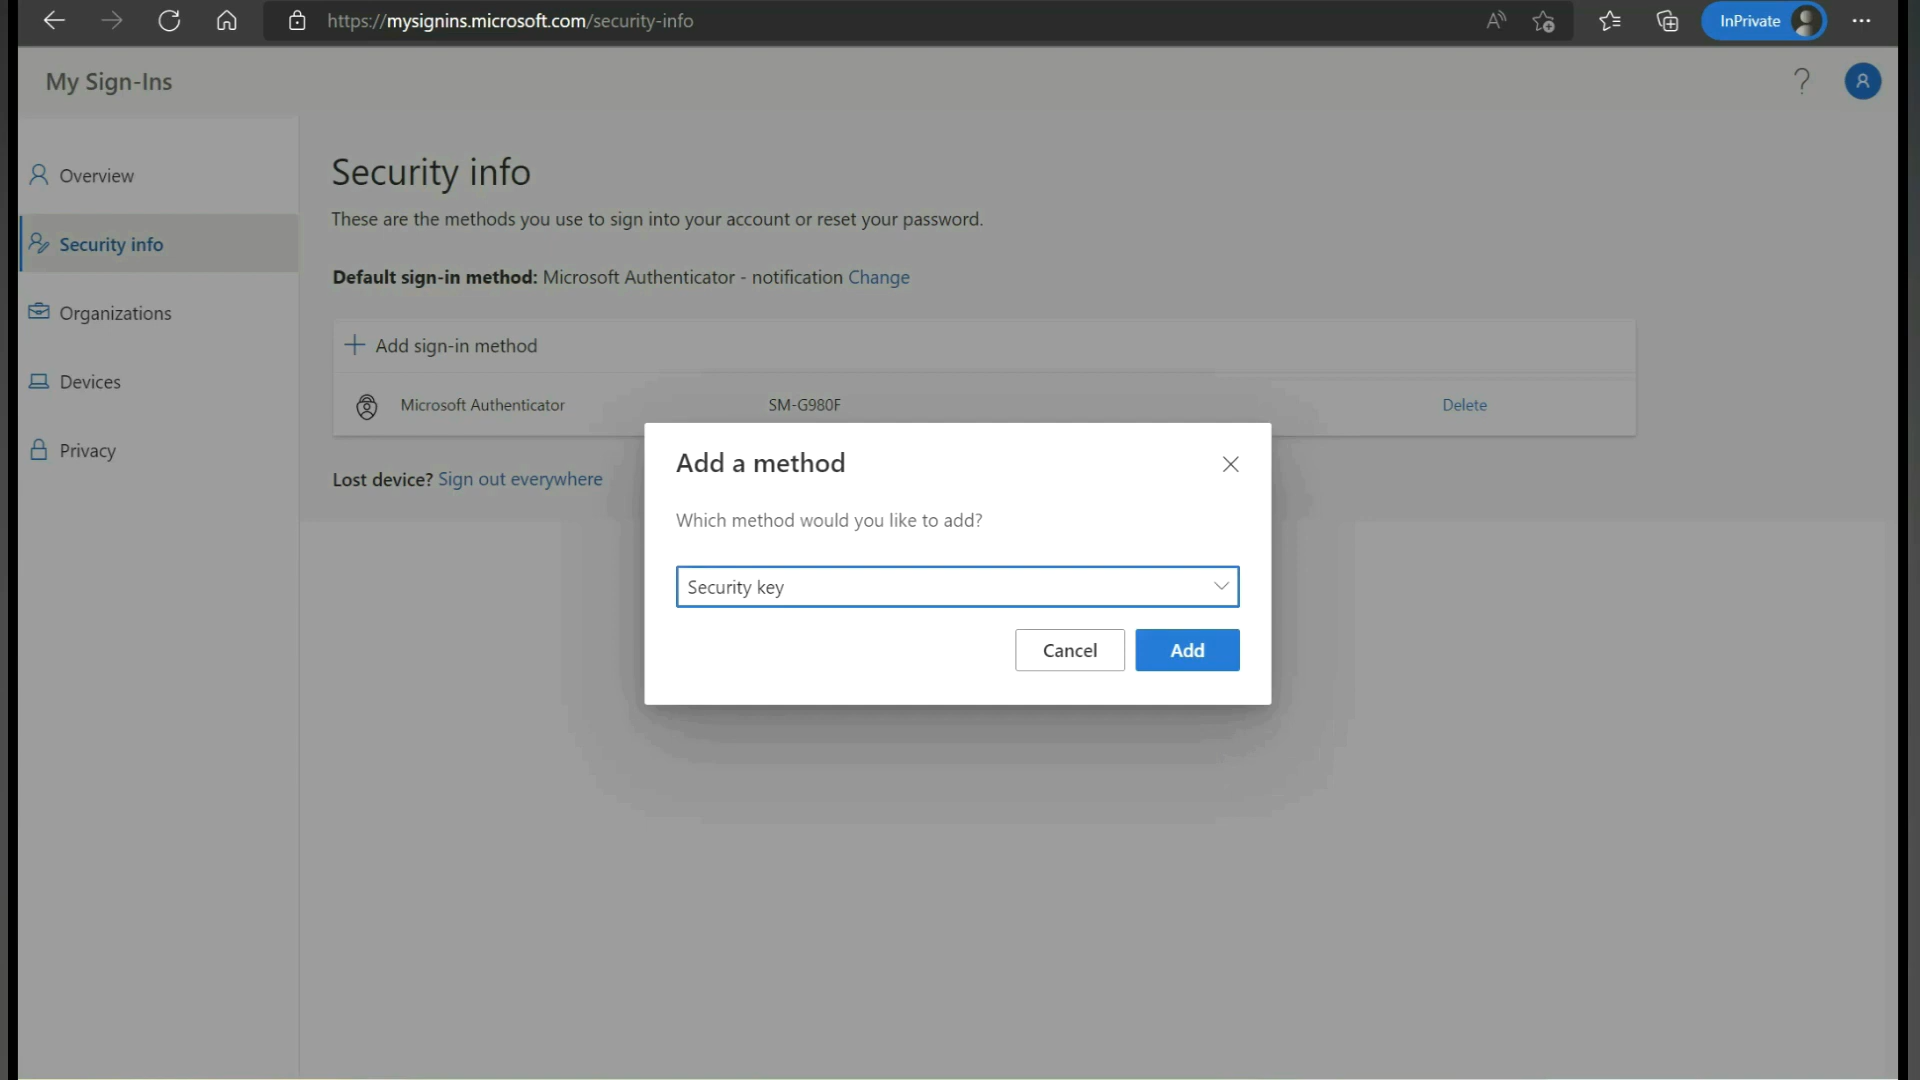 https://mysignins.microsoft.com/security-info
InPrivate
My Sign-Ins
?
Overview
Security info
Organizations
Devices
Privacy
Security info
These are the methods you use to sign into your account or reset your password.
Default sign-in method: Microsoft Authenticator - notification Change
Add sign-in method
Microsoft Authenticator SM-G980F Delete
Lost device? Sign out everywhere
Add a method
Which method would you like to add?
Security key
Cancel Add